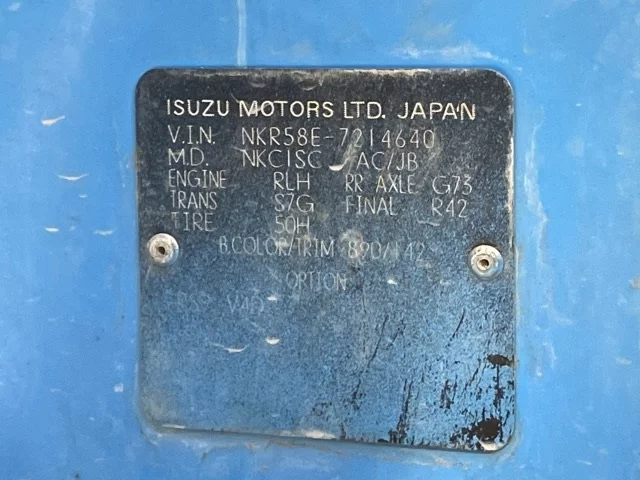 ISUZU MOTORS LTD. JAPAN
V.I.N. NKR58E-7214640
M.D. NKC1SC AC/JB
ENGINE RLH RR AXLE G73
TRANS S7G FINAL R42
TIRE 50H
B.COLOR/TRIM 890/142
OPTION
V4D